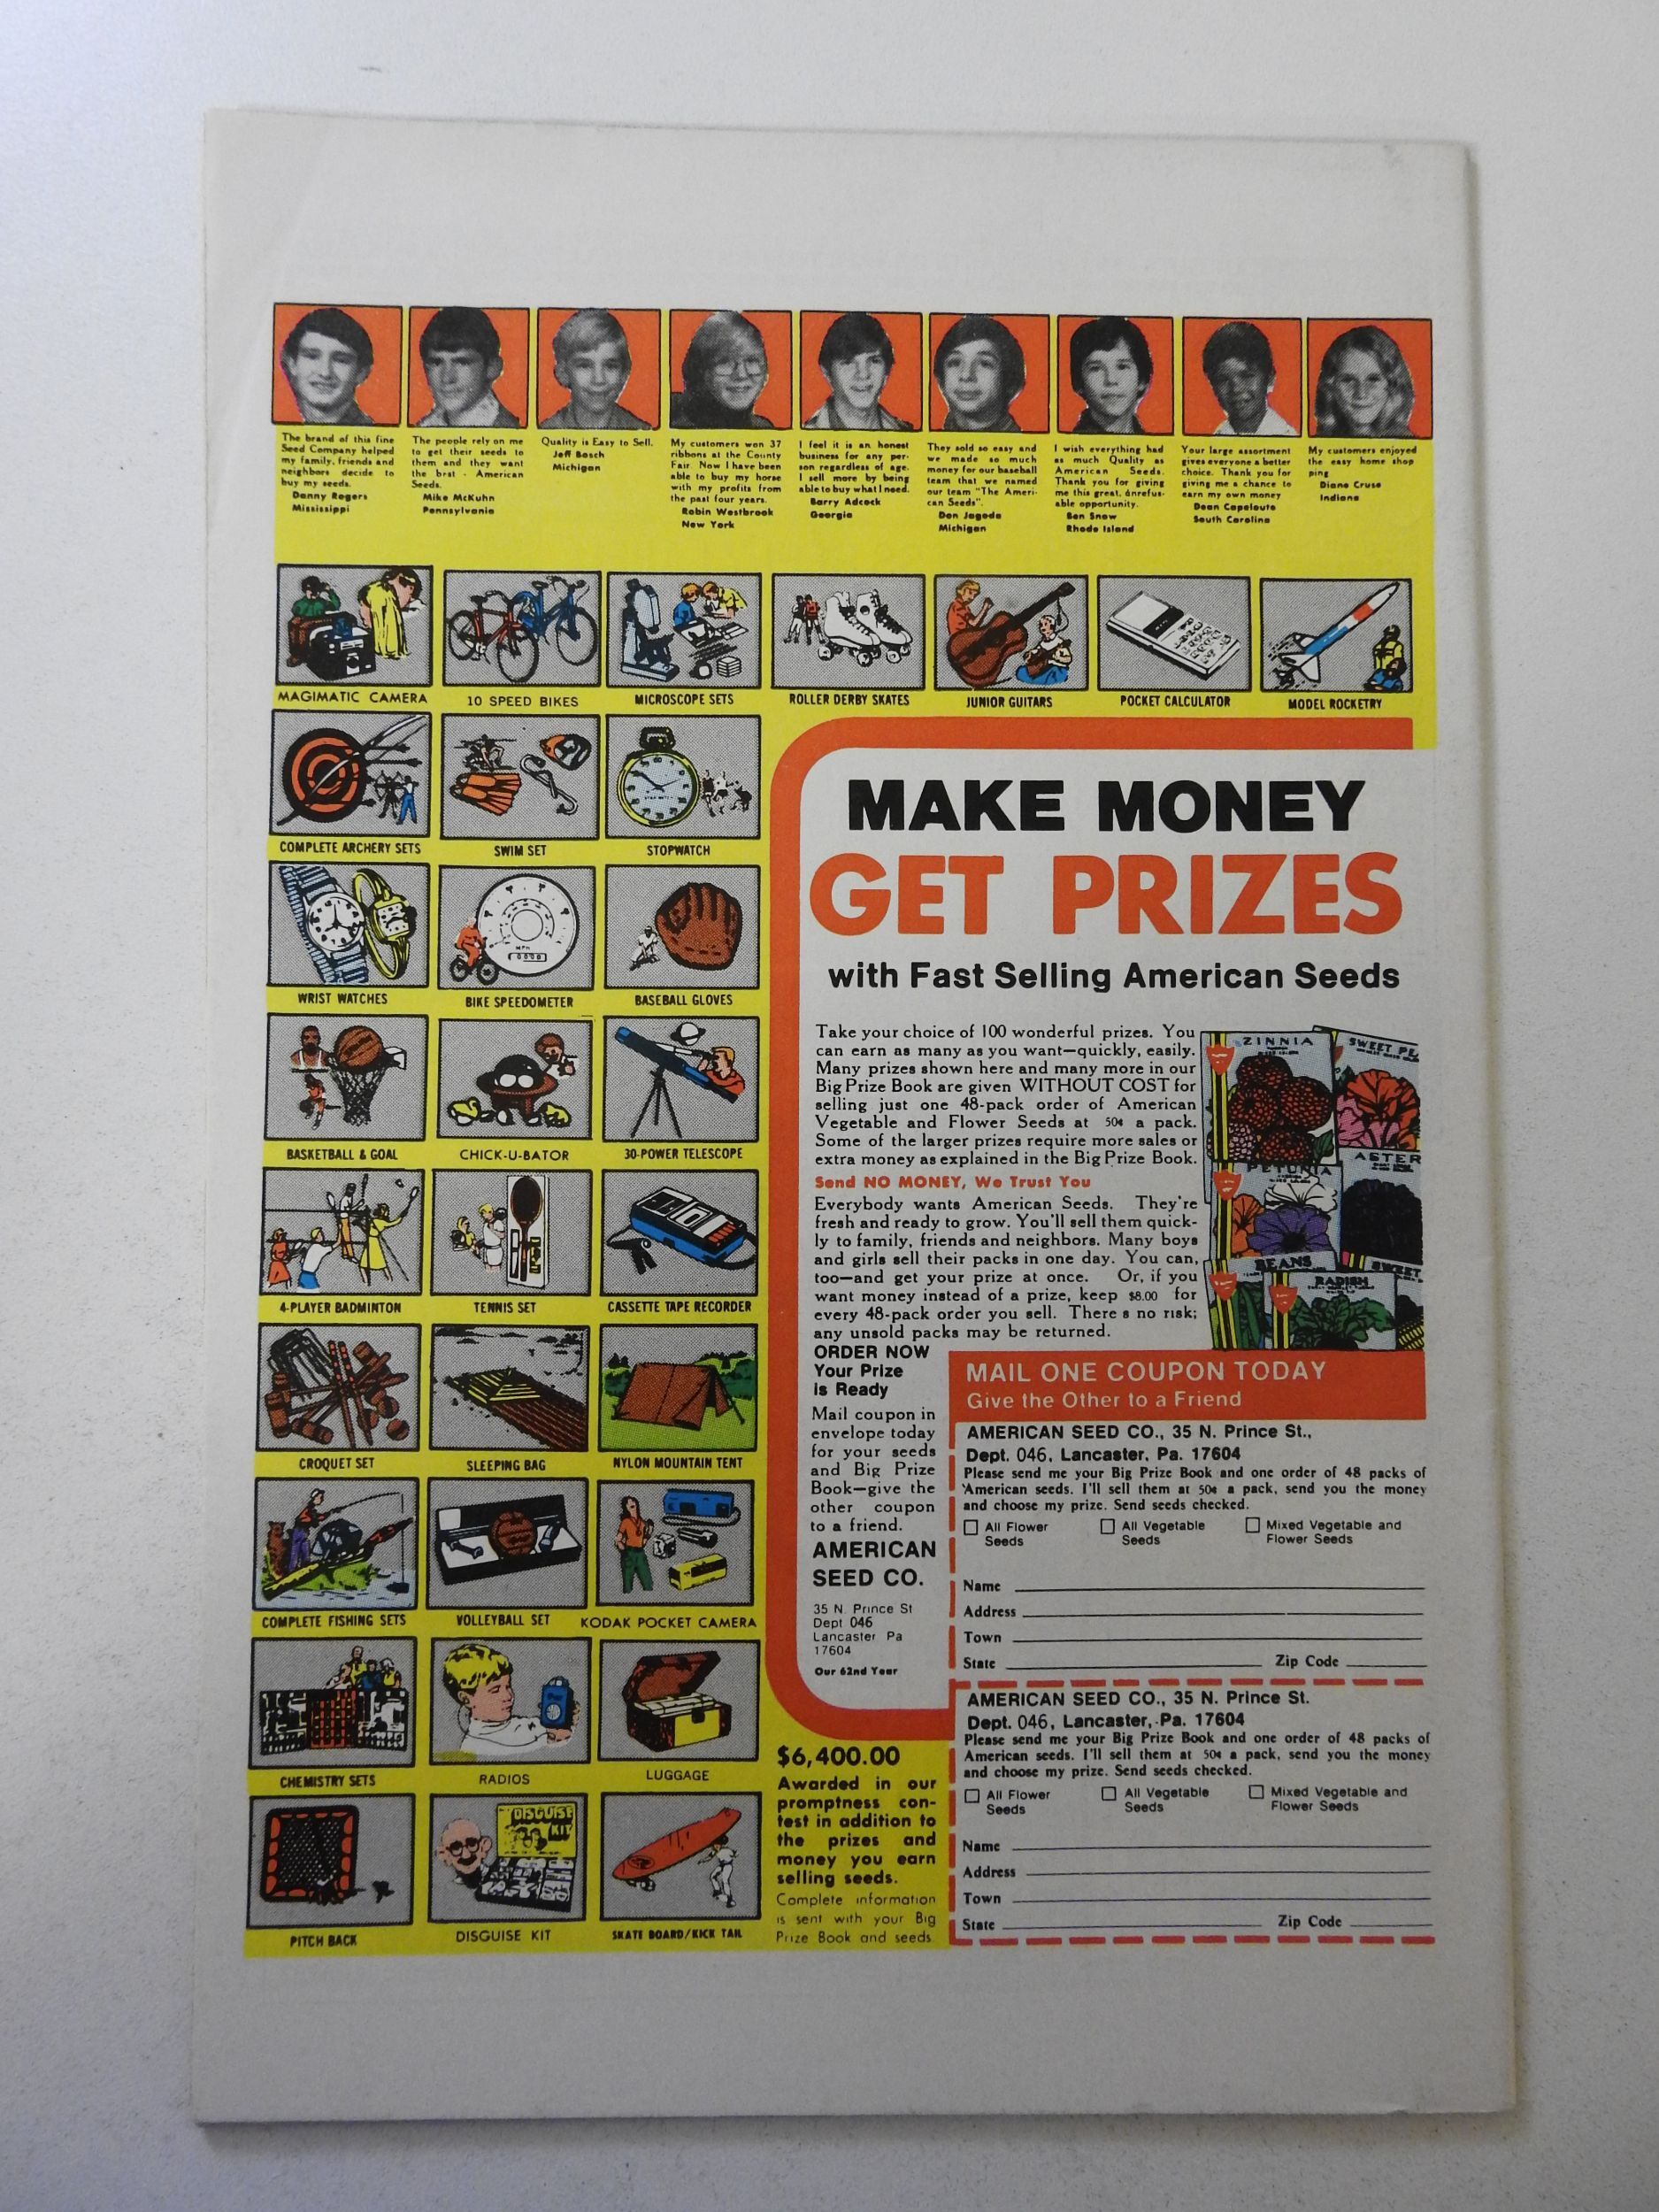 The brand of this fine
Seed Company helped
my family, friends and
neighbors decide to
buy my seeds.
Danny Rogers
Mississippi
The people rely on me
to get their seeds to
them and they want
the brst - American
Seeds.
Mike McKuhn
Pennsylvania
Quality is Easy to Sell.
Jeff Bosch
Michigan
My customers won 37
ribbons at the County
Fair. Now I have been
able to buy my horse
with my profits from
the past four years.
Robin Westbrook
New York
I feel it is an honest
business for any per-
son regardless of age.
I sell more by being
able to buy what I need.
Barry Adcock
Georgia
They sold so easy and
we made so much
money for our baseball
team that we named
our team "The Ameri-
can Seeds".
Don Jagoda
Michigan
I wish everything had
as much Quality as
American Seeds.
Thank you for giving
me this great, unrefus-
able opportunity.
Ben Snow
Rhode Island
Your large assortment
gives everyone a better
choice. Thank you for
giving me a chance to
earn my own money
Dean Capelouto
South Carolina
My customers enjoyed
the easy home shop
ping
Diane Cruse
Indiana
MAGIMATIC CAMERA
10 SPEED BIKES
MICROSCOPE SETS
ROLLER DERBY SKATES
JUNIOR GUITARS
POCKET CALCULATOR
MODEL ROCKETRY
COMPLETE ARCHERY SETS
SWIM SET
STOPWATCH
WRIST WATCHES
BIKE SPEEDOMETER
BASEBALL GLOVES
BASKETBALL & GOAL
CHICK-U-BATOR
30-POWER TELESCOPE
4-PLAYER BADMINTON
TENNIS SET
CASSETTE TAPE RECORDER
CROQUET SET
SLEEPING BAG
NYLON MOUNTAIN TENT
COMPLETE FISHING SETS
VOLLEYBALL SET
KODAK POCKET CAMERA
CHEMISTRY SETS
RADIOS
LUGGAGE
PITCH BACK
DISGUISE
KIT
DISGUISE KIT
SKATE BOARD/KICK TAIL
MAKE MONEY
GET PRIZES
with Fast Selling American Seeds
Take your choice of 100 wonderful prizes. You
can earn as many as you want—quickly, easily.
Many prizes shown here and many more in our
Big Prize Book are given WITHOUT COST for
selling just one 48-pack order of American
Vegetable and Flower Seeds at 50¢ a pack.
Some of the larger prizes require more sales or
extra money as explained in the Big Prize Book.
Send NO MONEY, We Trust You
Everybody wants American Seeds. They're
fresh and ready to grow. You'll sell them quick-
ly to family, friends and neighbors. Many boys
and girls sell their packs in one day. You can,
too—and get your prize at once. Or, if you
want money instead of a prize, keep $8.00 for
every 48-pack order you sell. There s no risk;
any unsold packs may be returned.
ZINNIA
SWEET PE
ASTER
PETUNIA
BEANS
RADISH
SWEET
ORDER NOW
Your Prize
is Ready
Mail coupon in
envelope today
for your seeds
and Big Prize
Book—give the
other coupon
to a friend.
AMERICAN
SEED CO.
35 N. Prince St
Dept 046
Lancaster Pa
17604
Our 62nd Year
MAIL ONE COUPON TODAY
Give the Other to a Friend
AMERICAN SEED CO., 35 N. Prince St.,
Dept. 046, Lancaster, Pa. 17604
Please send me your Big Prize Book and one order of 48 packs of
American seeds. I'll sell them at 50¢ a pack, send you the money
and choose my prize. Send seeds checked.
All Flower
Seeds
All Vegetable
Seeds
Mixed Vegetable and
Flower Seeds
Name
Address
Town
State Zip Code
AMERICAN SEED CO., 35 N. Prince St.
Dept. 046, Lancaster, Pa. 17604
Please send me your Big Prize Book and one order of 48 packs of
American seeds. I'll sell them at 50¢ a pack, send you the money
and choose my prize. Send seeds checked.
All Flower
Seeds
All Vegetable
Seeds
Mixed Vegetable and
Flower Seeds
Name
Address
Town
State Zip Code
$6,400.00
Awarded in our
promptness con-
test in addition to
the prizes and
money you earn
selling seeds.
Complete information
is sent with your Big
Prize Book and seeds.